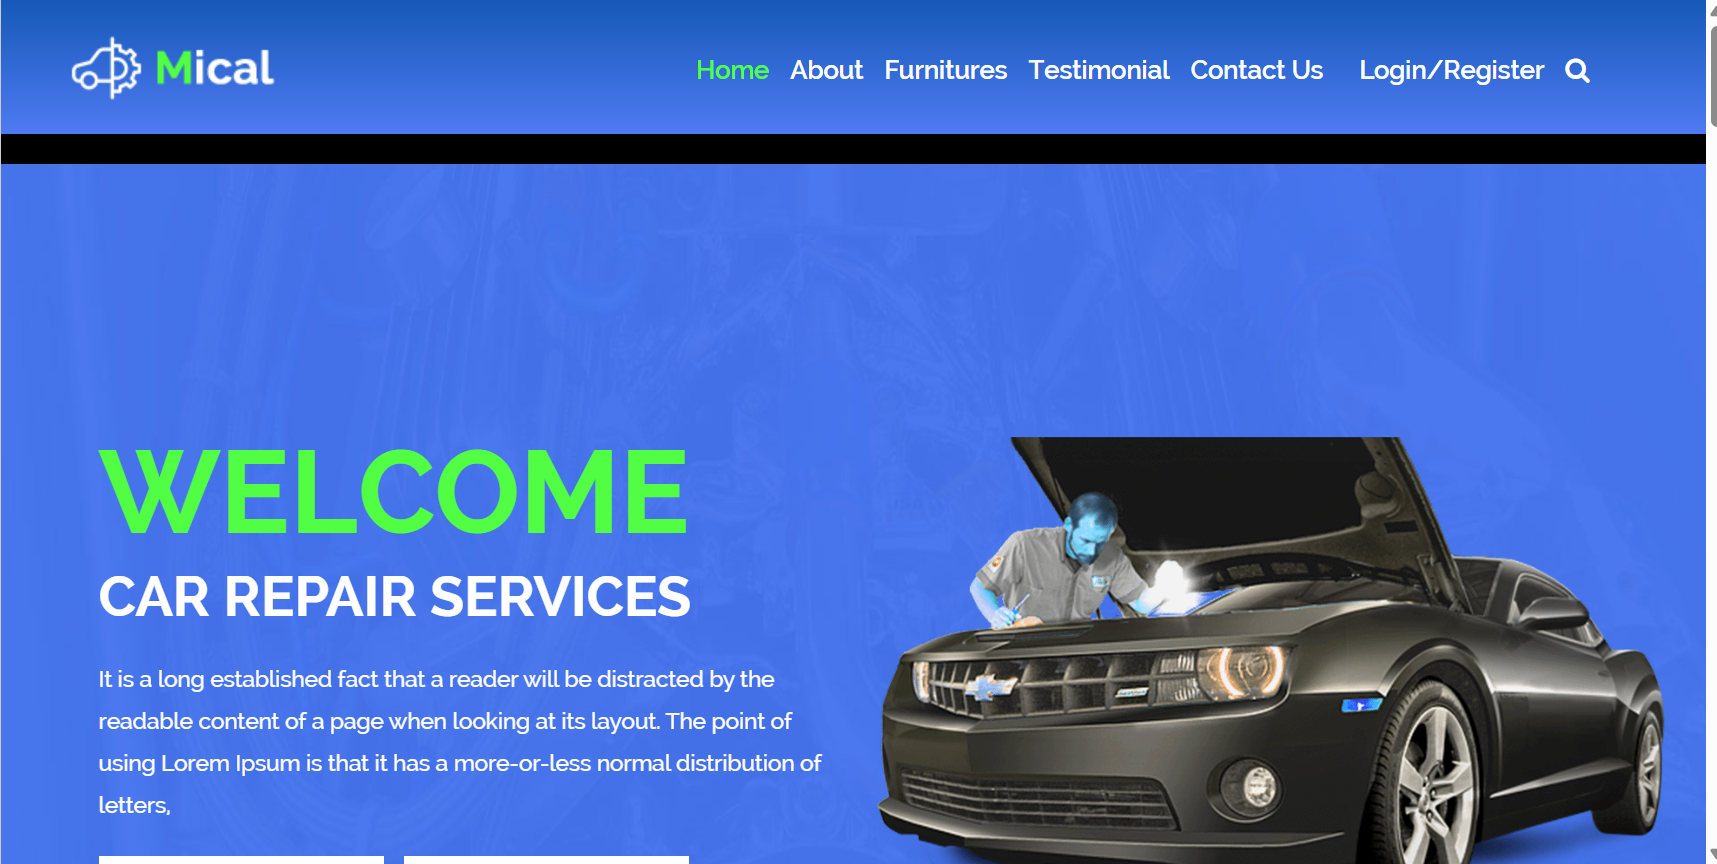 Mical
Home About Furnitures Testimonial Contact Us Login/Register
WELCOME
CAR REPAIR SERVICES
It is a long established fact that a reader will be distracted by the
readable content of a page when looking at its layout. The point of
using Lorem Ipsum is that it has a more-or-less normal distribution of
letters,